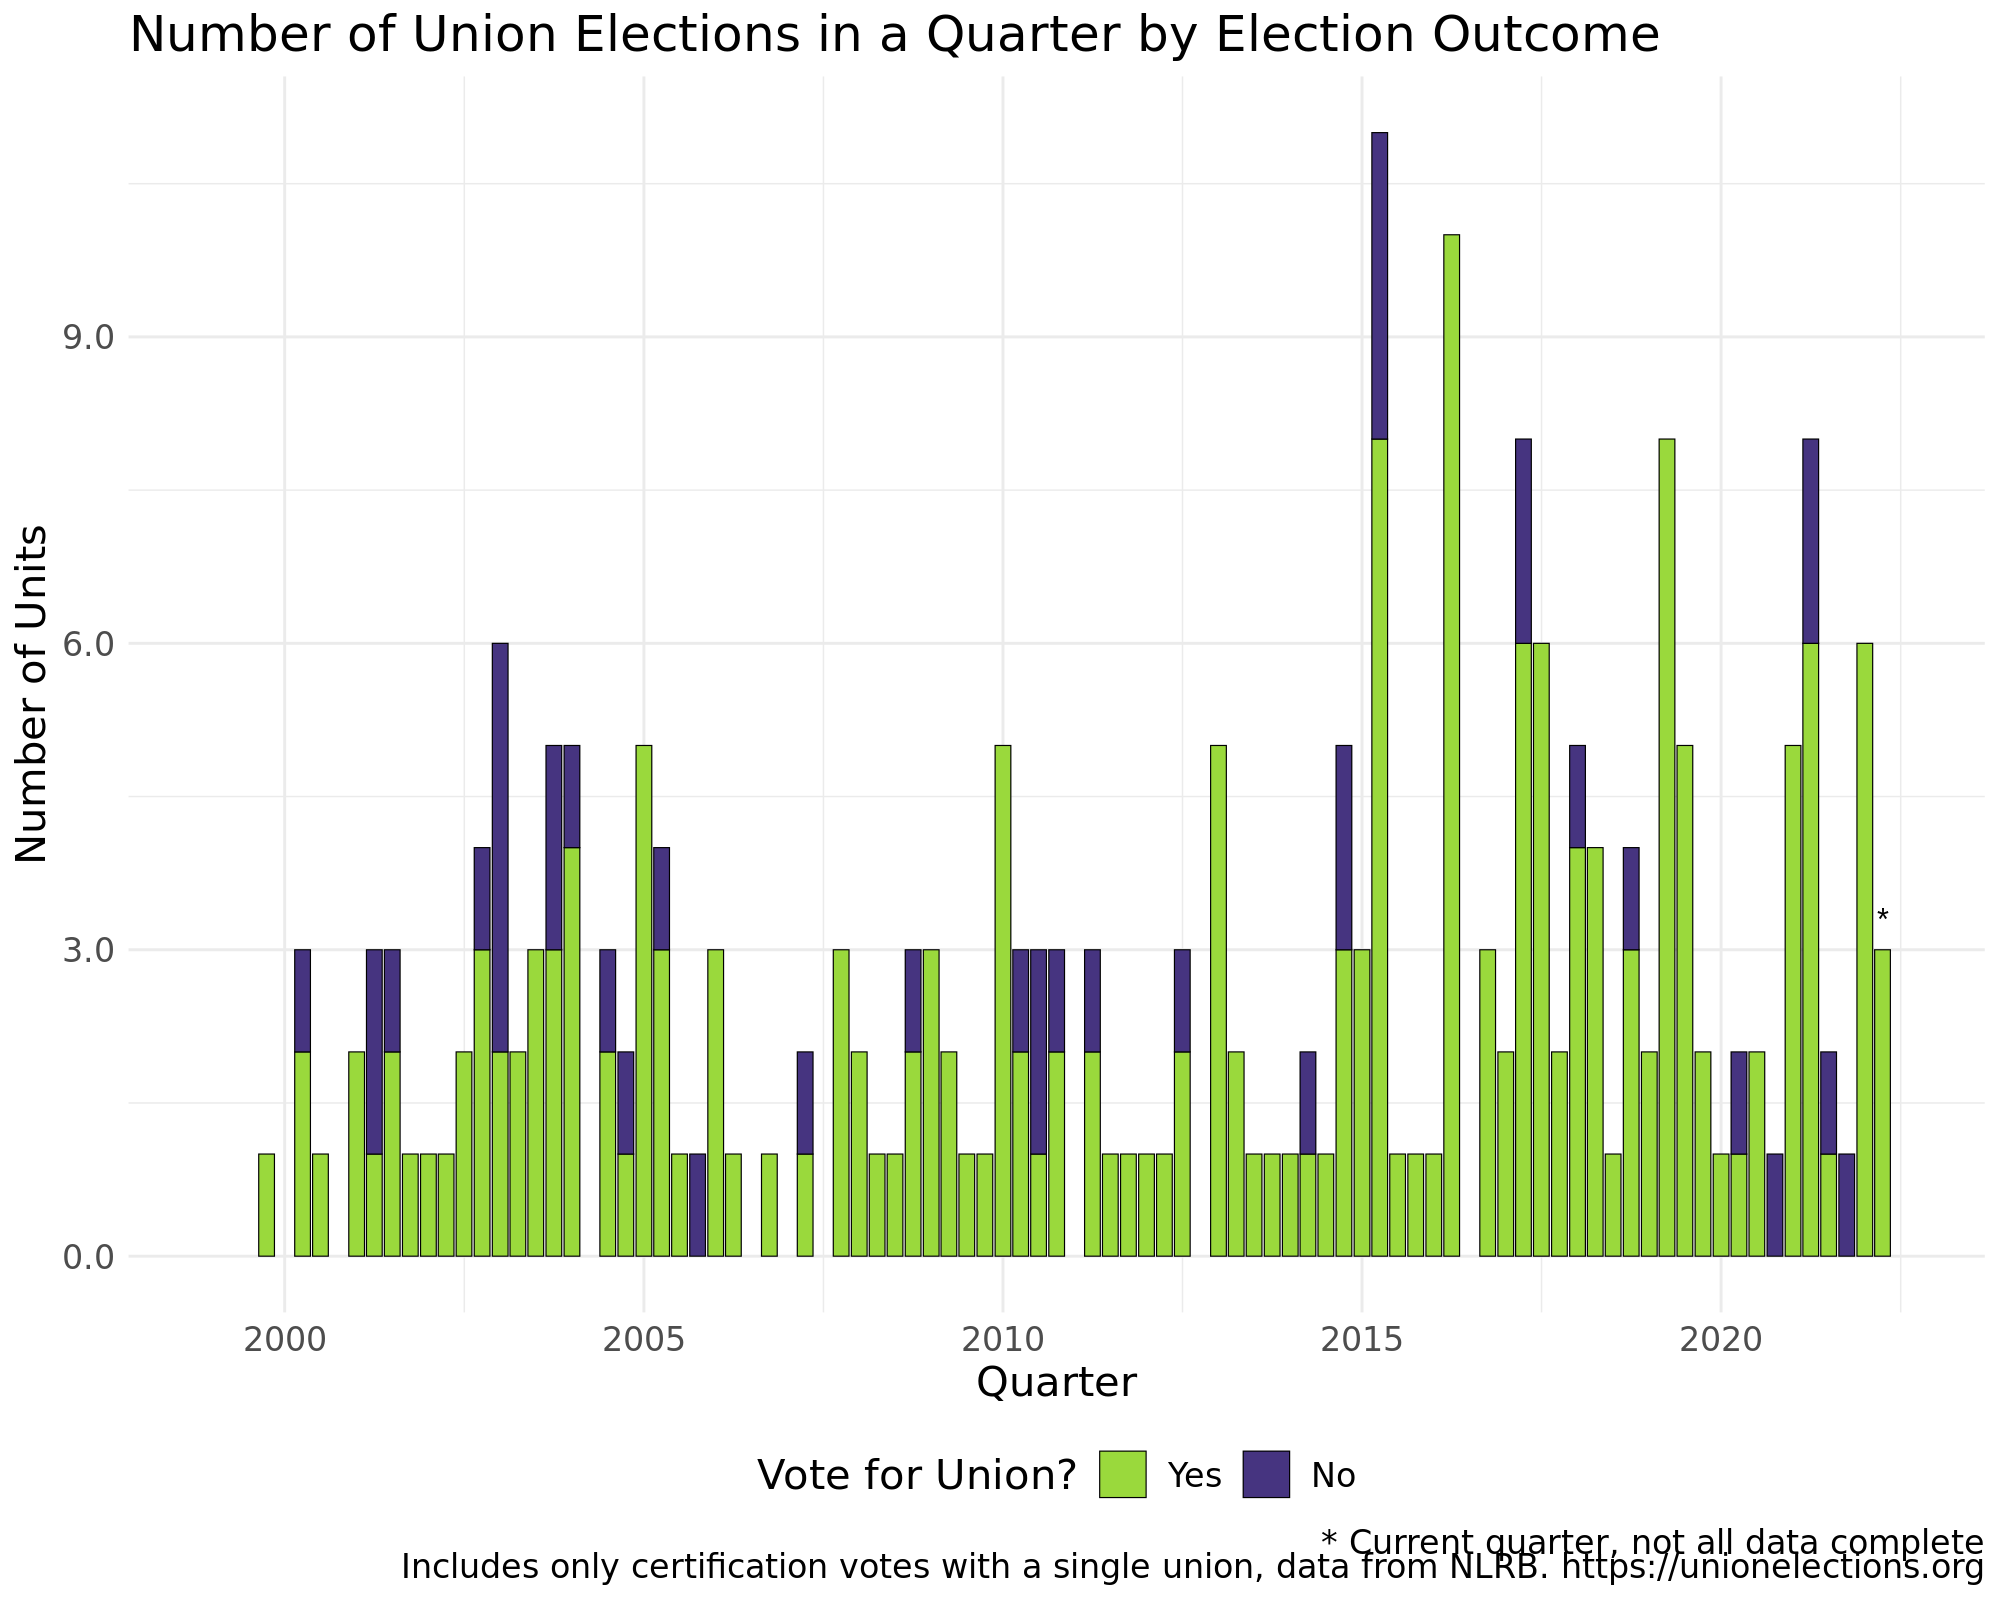 Number of Union Elections in a Quarter by Election Outcome
Number of Units
9.0
6.0
3.0
0.0
*
2000 2005 2010 2015 2020
Quarter
Vote for Union? Yes No
* Current quarter, not all data complete
Includes only certification votes with a single union, data from NLRB. https://unionelections.org